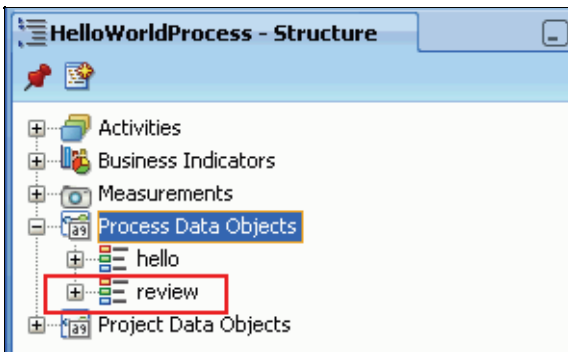 HelloWorldProcess - Structure
Activities
Business Indicators
Measurements
Process Data Objects
hello
review
Project Data Objects